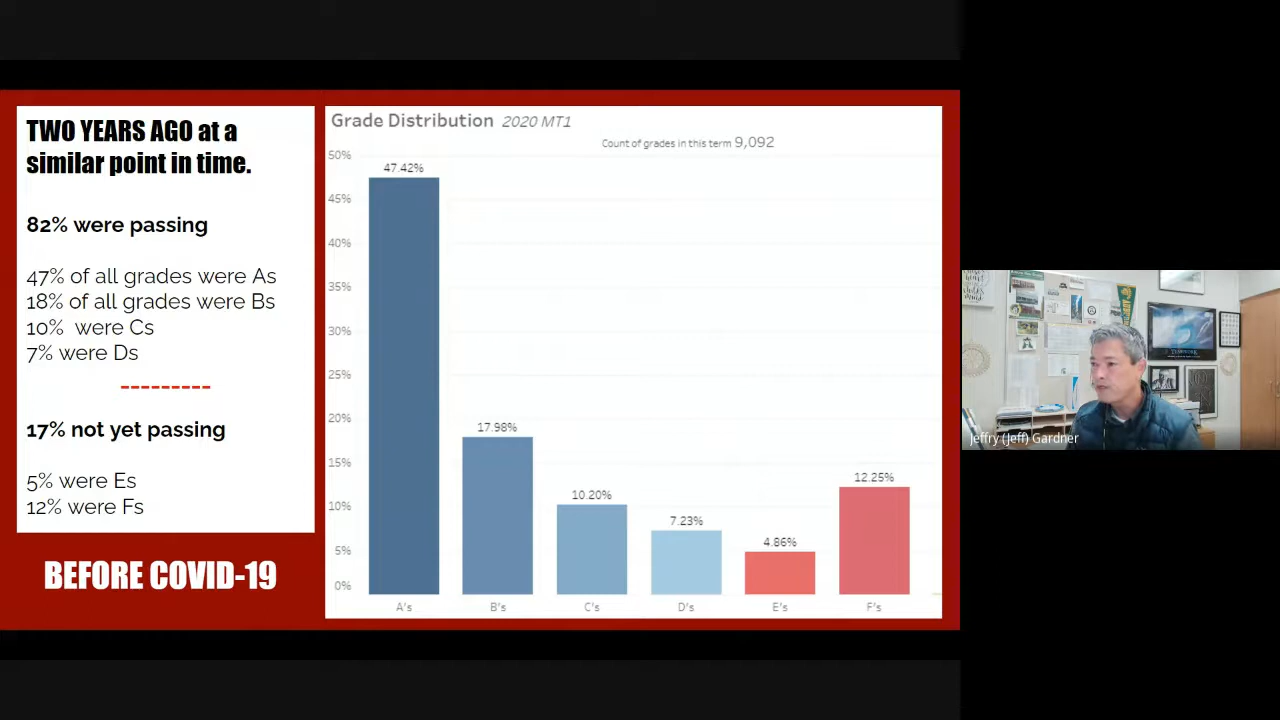 TWO YEARS AGO at a
similar point in time.
82% were passing
47% of all grades were As
18% of all grades were Bs
10% were Cs
7% were Ds
---------
17% not yet passing
5% were Es
12% were Fs
BEFORE COVID-19
Grade Distribution 2020 MT1
Count of grades in this term 9,092
50%
45%
40%
35%
30%
25%
20%
15%
10%
5%
0%
47.42%
17.98%
10.20%
7.23%
4.86%
12.25%
A's
B's
C's
D's
E's
F's
TEAMWORK
Jeffry (Jeff) Gardner